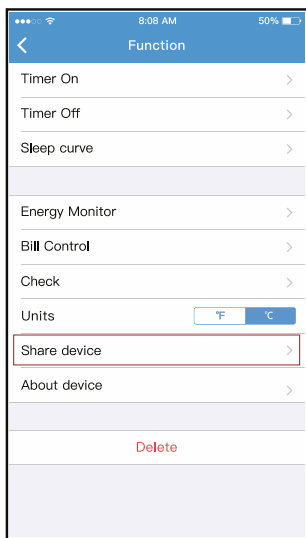 8:08 AM
50%
Function
Timer On
Timer Off
Sleep curve
Energy Monitor
Bill Control
Check
Units °F °C
Share device
About device
Delete